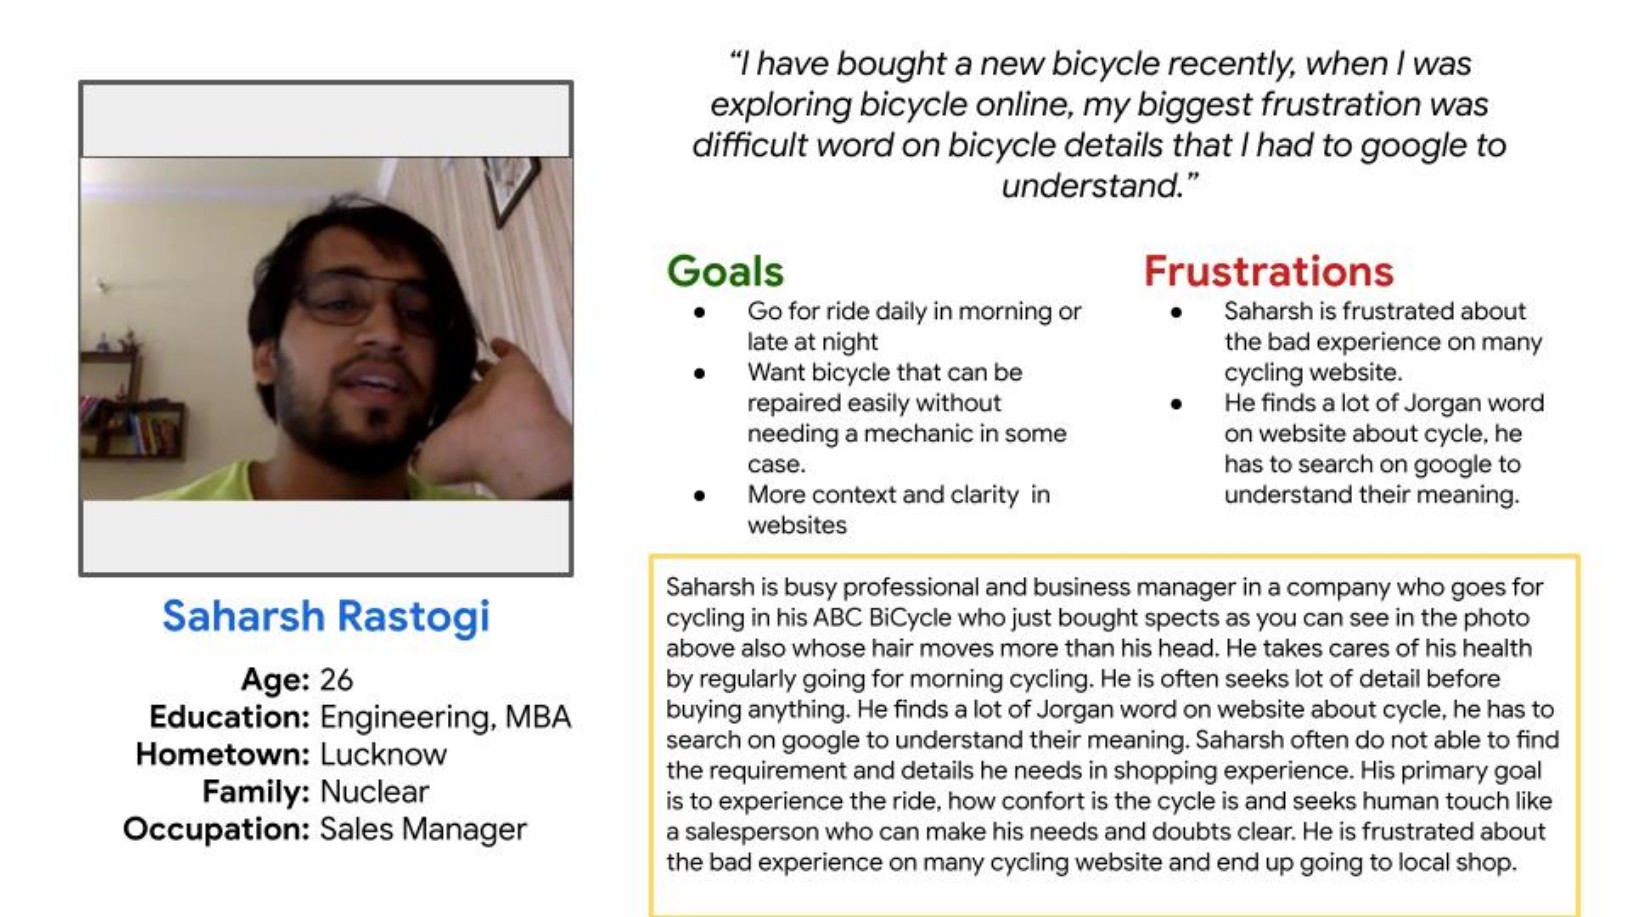 “I have bought a new bicycle recently, when I was
exploring bicycle online, my biggest frustration was
difficult word on bicycle details that I had to google to
understand.”
Goals
● Go for ride daily in morning or
late at night
● Want bicycle that can be
repaired easily without
needing a mechanic in some
case.
● More context and clarity  in
websites
Frustrations
● Saharsh is frustrated about
the bad experience on many
cycling website.
● He finds a lot of Jorgan word
on website about cycle, he
has to search on google to
understand their meaning.
Saharsh Rastogi
Age: 26
Education: Engineering, MBA
Hometown: Lucknow
Family: Nuclear
Occupation: Sales Manager
Saharsh is busy professional and business manager in a company who goes for
cycling in his ABC BiCycle who just bought spects as you can see in the photo
above also whose hair moves more than his head. He takes cares of his health
by regularly going for morning cycling. He is often seeks lot of detail before
buying anything. He finds a lot of Jorgan word on website about cycle, he has to
search on google to understand their meaning. Saharsh often do not able to find
the requirement and details he needs in shopping experience. His primary goal
is to experience the ride, how confort is the cycle is and seeks human touch like
a salesperson who can make his needs and doubts clear. He is frustrated about
the bad experience on many cycling website and end up going to local shop.